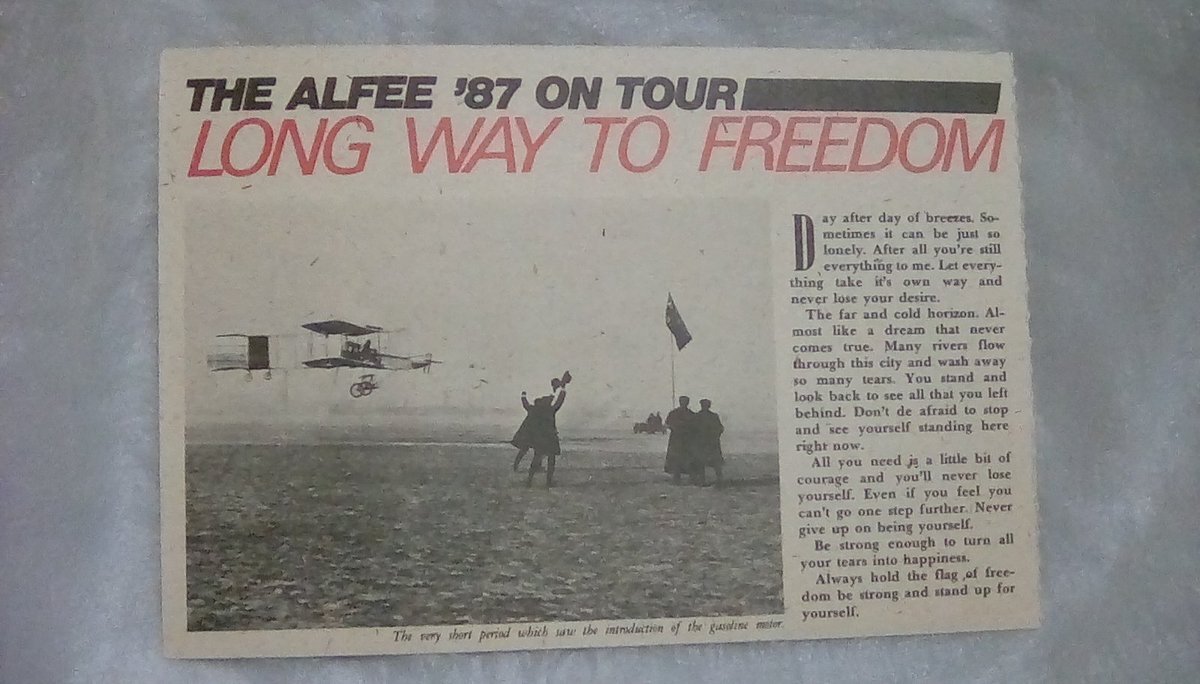 THE ALFEE '87 ON TOUR
LONG WAY TO FREEDOM
Day after day of breezes. So-
metimes it can be just so
lonely. After all you're still
everything to me. Let every-
thing take it's own way and
never lose your desire.
The far and cold horizon. Al-
most like a dream that never
comes true. Many rivers flow
through this city and wash away
so many tears. You stand and
look back to see all that you left
behind. Don't de afraid to stop
and see yourself standing here
right now.
All you need is a little bit of
courage and you'll never lose
yourself. Even if you feel you
can't go one step further. Never
give up on being yourself.
Be strong enough to turn all
your tears into happiness.
Always hold the flag of free-
dom be strong and stand up for
yourself.
The very short period which saw the introduction of the gasoline motor.